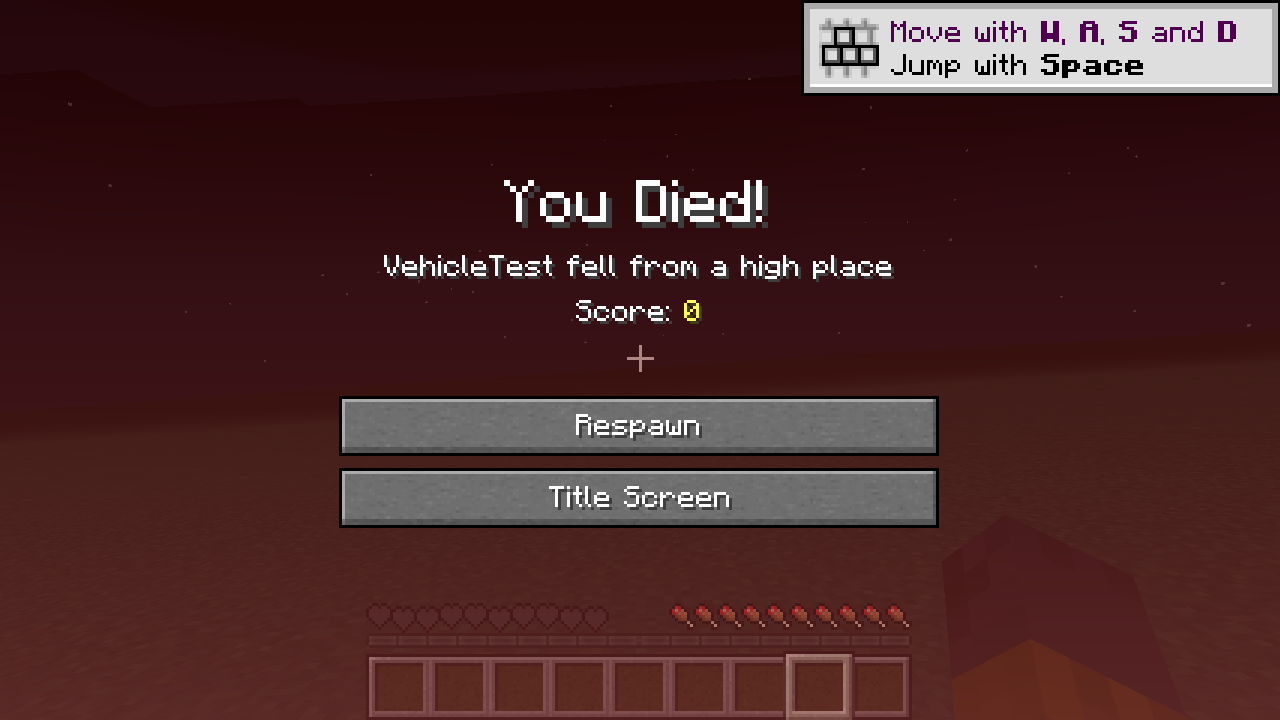 Move with W, A, S and D
Jump with Space
You Died!
VehicleTest fell from a high place
Score: 0
Respawn
Title Screen